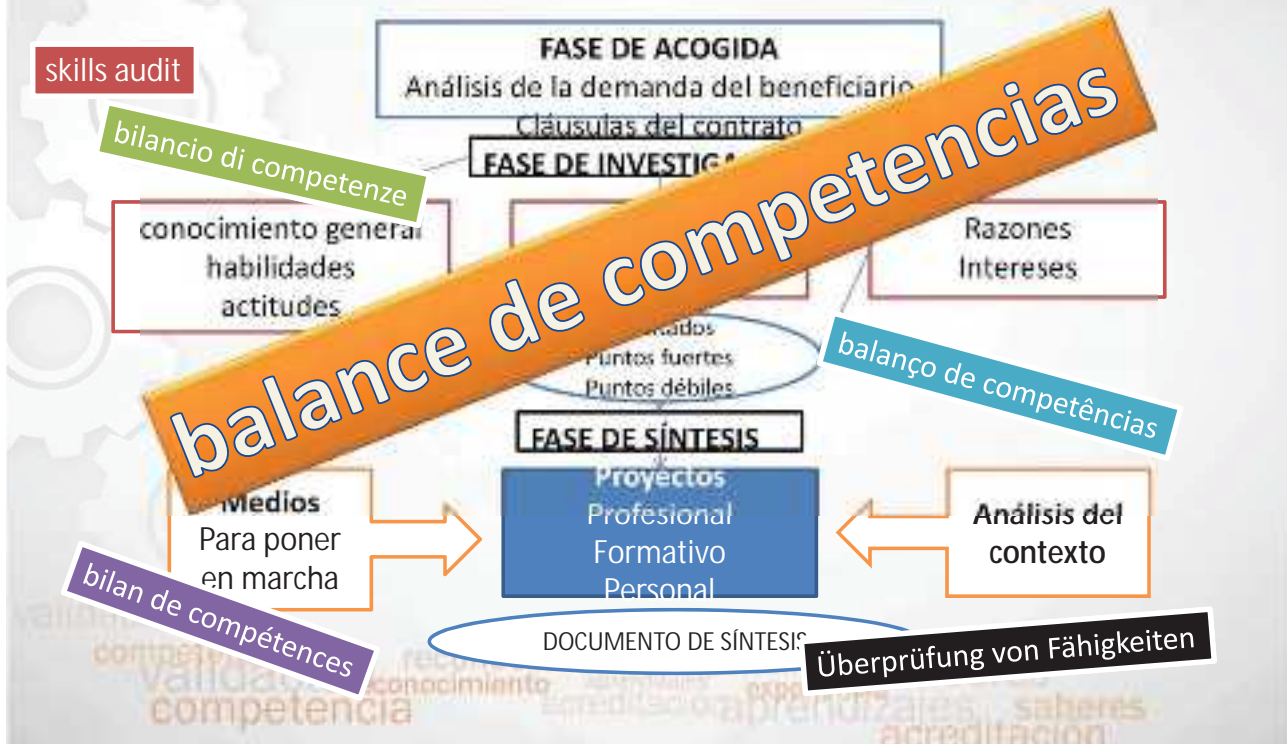 skills audit
FASE DE ACOGIDA
Análisis de la demanda del beneficiario
Cláusulas del contrato
bilancio di competenze
FASE DE
balance de competencias
conocimiento general
habilidades
actitudes
Razones
Intereses
Puntos fuertes
Puntos débiles
balanço de competências
FASE DE SÍNTESIS
Medios
Para poner
en marcha
Proyectos
Profesional
Formativo
Personal
Análisis del
contexto
bilan de compétences
DOCUMENTO DE SÍNTESIS
Überprüfung von Fähigkeiten
conocimiento
competencia
aprendizajes
saberes
acreditación